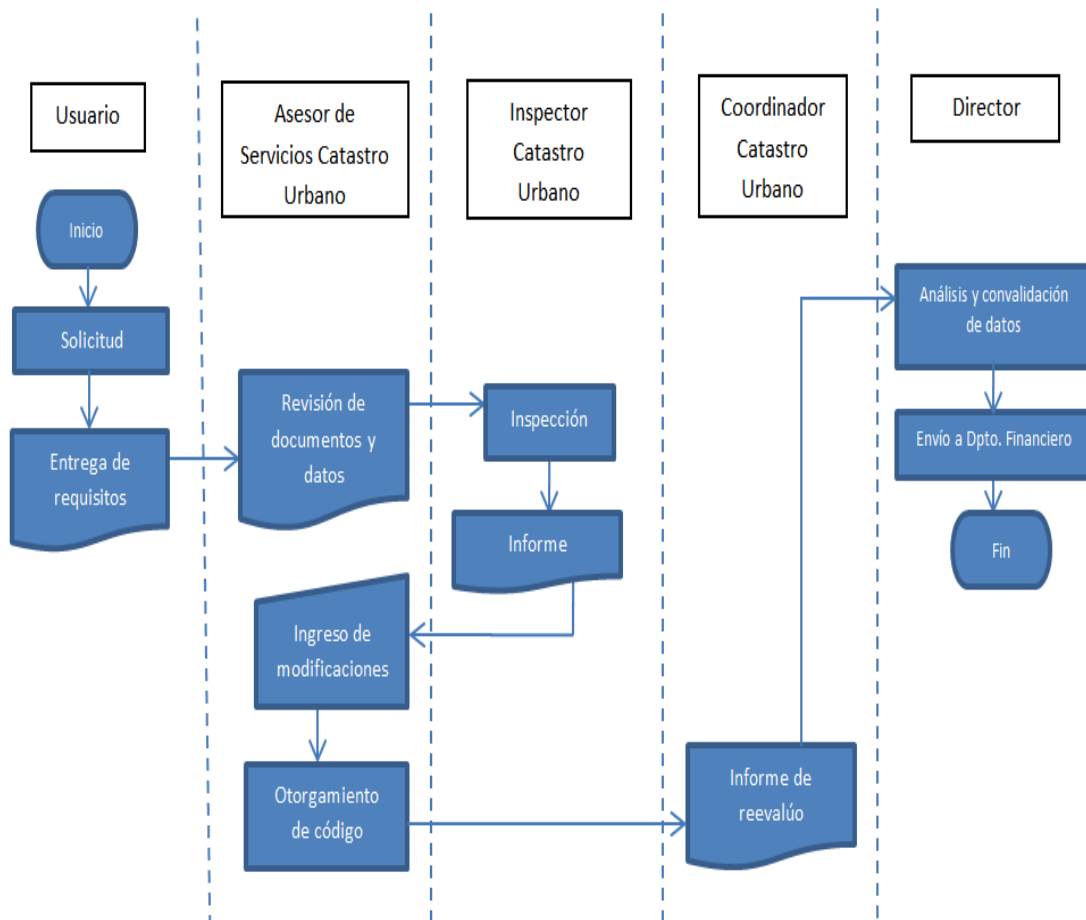 Usuario
Asesor de
Servicios Catastro
Urbano
Inspector
Catastro
Urbano
Coordinador
Catastro
Urbano
Director
Inicio
Solicitud
Entrega de
requisitos
Revisión de
documentos y
datos
Inspección
Informe
Ingreso de
modificaciones
Otorgamiento
de código
Informe de
reevalúo
Análisis y convalidación
de datos
Envío a Dpto. Financiero
Fin